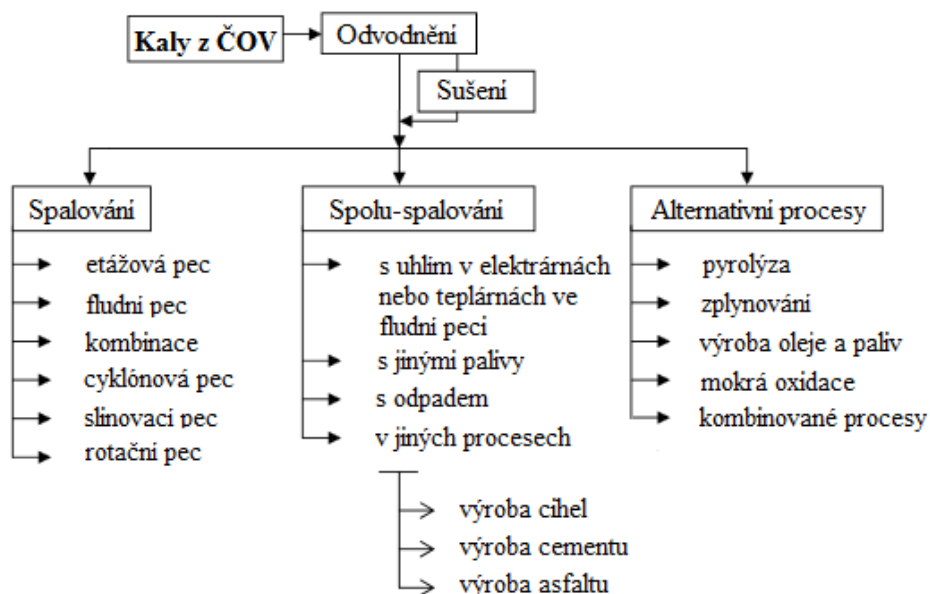 Kaly z ČOV
Odvodnění
Sušení
Spalování
etážová pec
fludní pec
kombinace
cyklónová pec
slinovací pec
rotační pec
Spolu-spalování
s uhlím v elektrárnách
nebo teplárnách ve
fludní peci
s jinými palivy
s odpadem
v jiných procesech
výroba cihel
výroba cementu
výroba asfaltu
Alternativní procesy
pyrolýza
zplynování
výroba oleje a paliv
mokrá oxidace
kombinované procesy